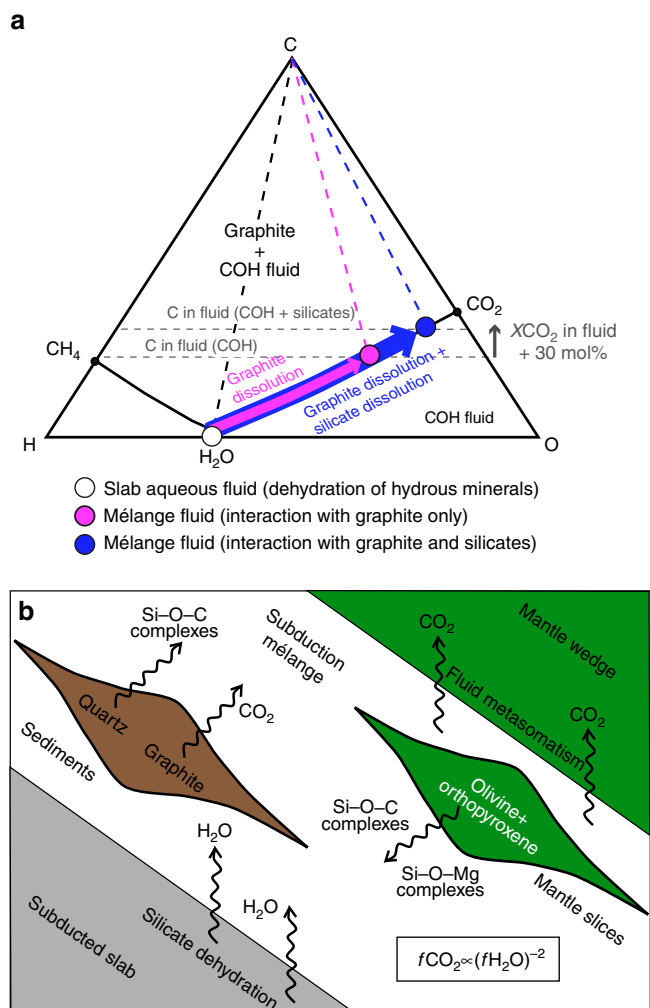 a
C
Graphite
+
COH fluid
CO₂
C in fluid (COH + silicates)
XCO₂ in fluid
+ 30 mol%
CH₄
C in fluid (COH)
Graphite
dissolution
Graphite dissolution +
silicate dissolution
COH fluid
H
H₂O
O
Slab aqueous fluid (dehydration of hydrous minerals)
Mélange fluid (interaction with graphite only)
Mélange fluid (interaction with graphite and silicates)
b
Si–O–C
complexes
Subduction
mélange
CO₂
Mantle wedge
Quartz
Graphite
CO₂
Fluid metasomatism
CO₂
Sediments
Si–O–C
complexes
Olivine+
orthopyroxene
H₂O
Si–O–Mg
complexes
Mantle slices
H₂O
Silicate dehydration
Subducted slab
fCO₂∝(fH₂O)⁻²